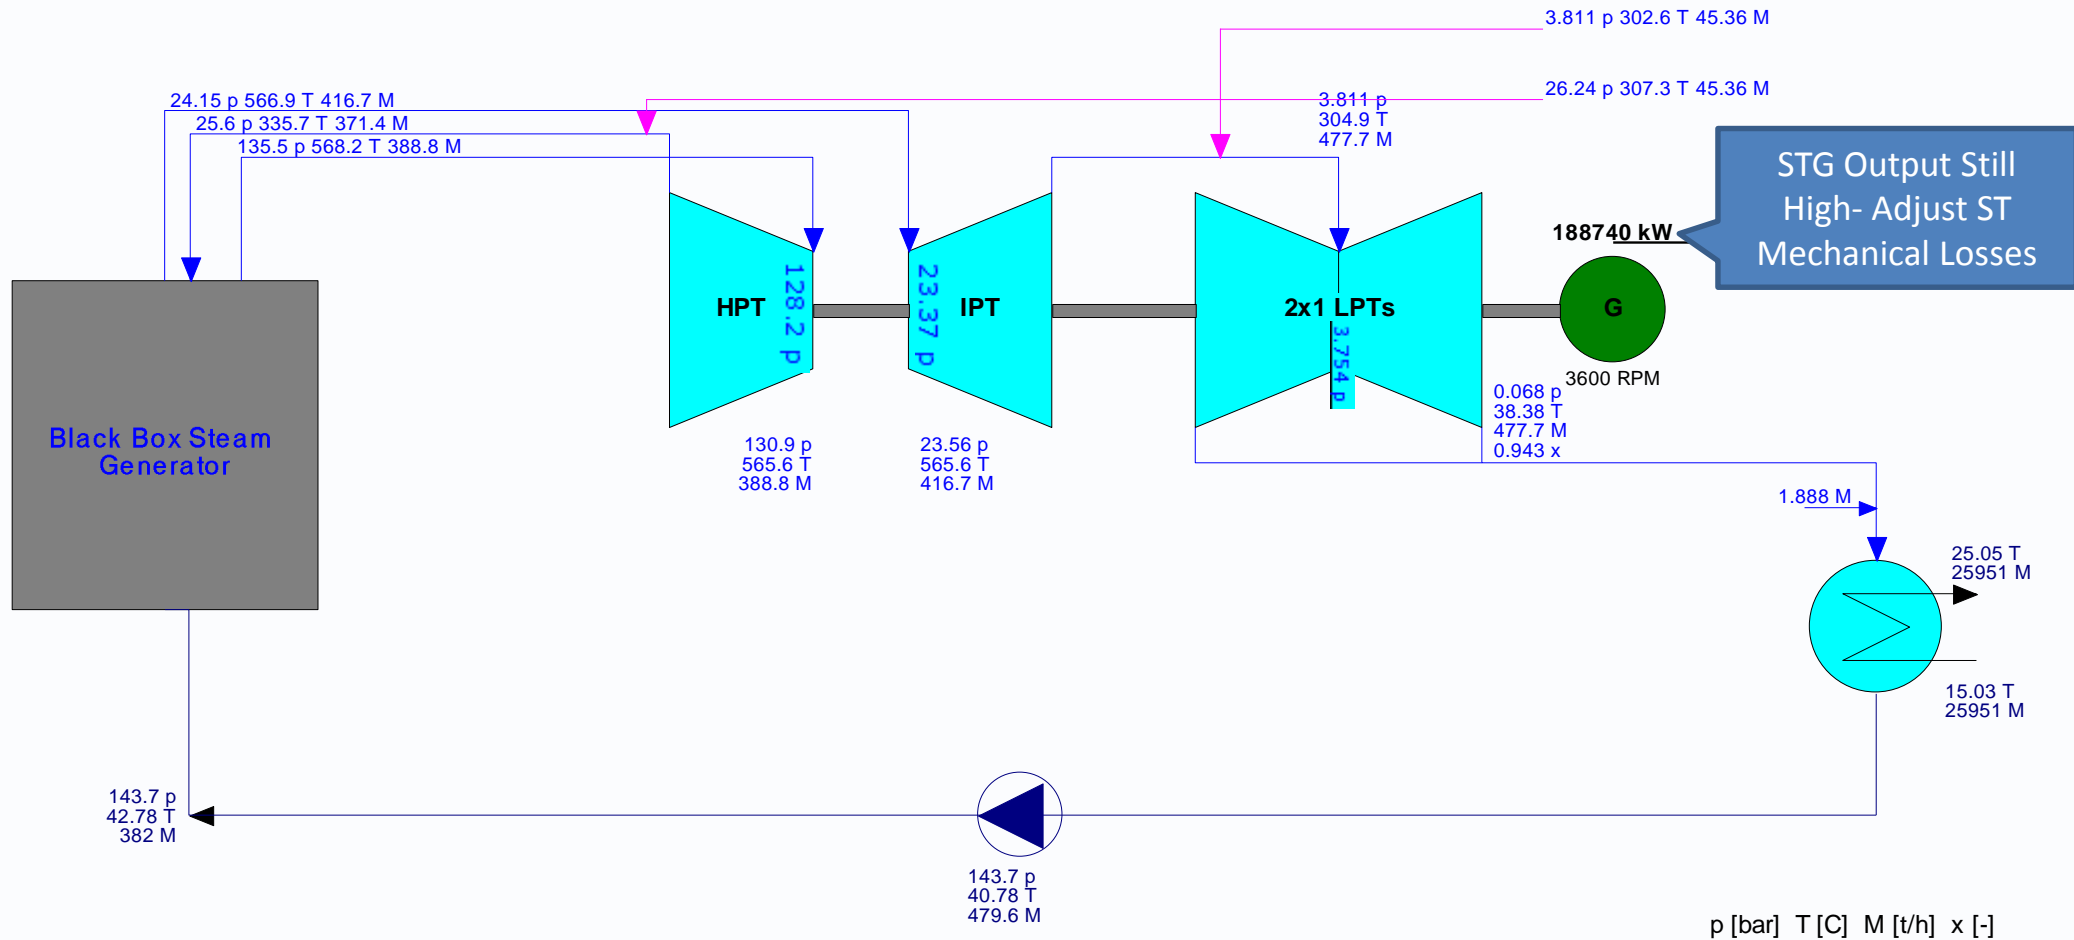 3.811 p 302.6 T 45.36 M
26.24 p 307.3 T 45.36 M
24.15 p 566.9 T 416.7 M
25.6 p 335.7 T 371.4 M
135.5 p 568.2 T 388.8 M
3.811 p
304.9 T
477.7 M
STG Output Still
High- Adjust ST
Mechanical Losses
188740 kW
HPT
128.2 p
23.37 p
IPT
2x1 LPTs
3.754 p
G
3600 RPM
0.068 p
38.38 T
477.7 M
0.943 x
Black Box Steam
Generator
130.9 p
565.6 T
388.8 M
23.56 p
565.6 T
416.7 M
1.888 M
25.05 T
25951 M
15.03 T
25951 M
143.7 p
42.78 T
382 M
143.7 p
40.78 T
479.6 M
p [bar] T [C] M [t/h] x [-]